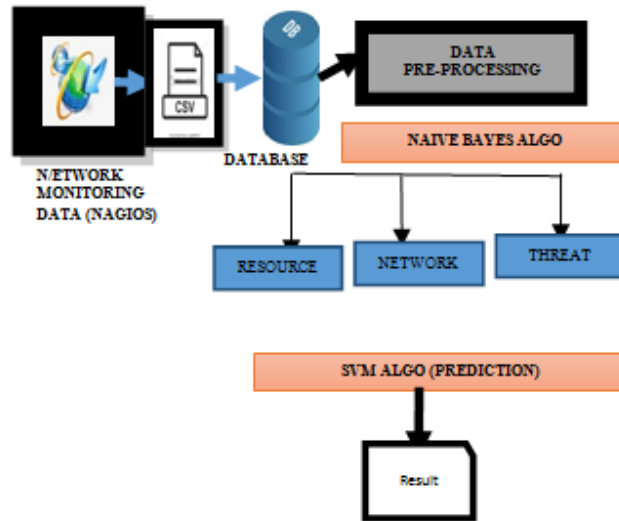 CSV
DATA
PRE-PROCESSING
NAIVE BAYES ALGO
DATABASE
N/ETWORK
MONITORING
DATA (NAGIOS)
RESOURCE
NETWORK
THREAT
SVM ALGO (PREDICTION)
Result